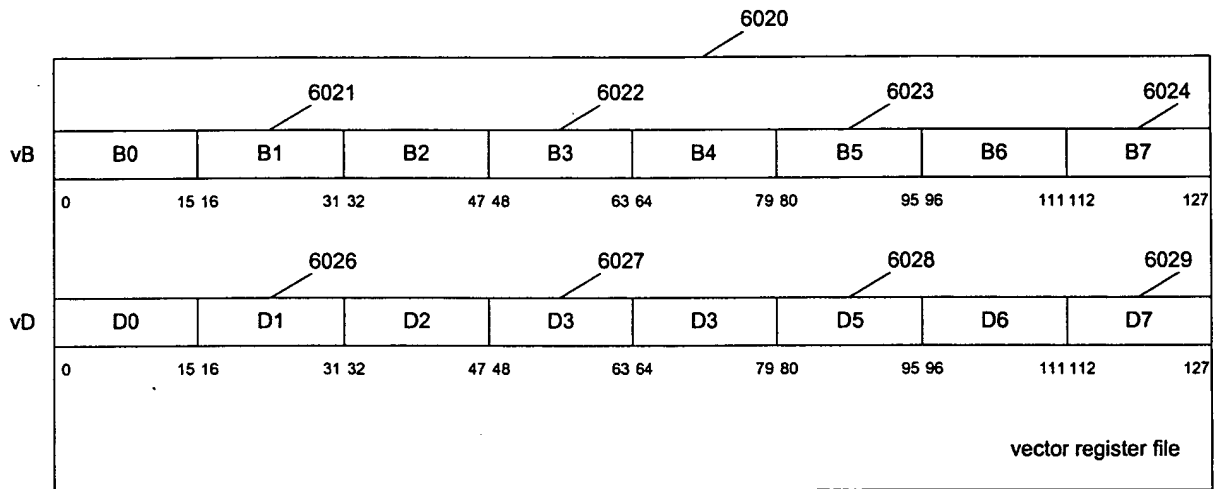 6020
6021 6022 6023 6024
vB B0 B1 B2 B3 B4 B5 B6 B7
0 15 16 31 32 47 48 63 64 79 80 95 96 111 112 127
6026 6027 6028 6029
vD D0 D1 D2 D3 D3 D5 D6 D7
0 15 16 31 32 47 48 63 64 79 80 95 96 111 112 127
vector register file